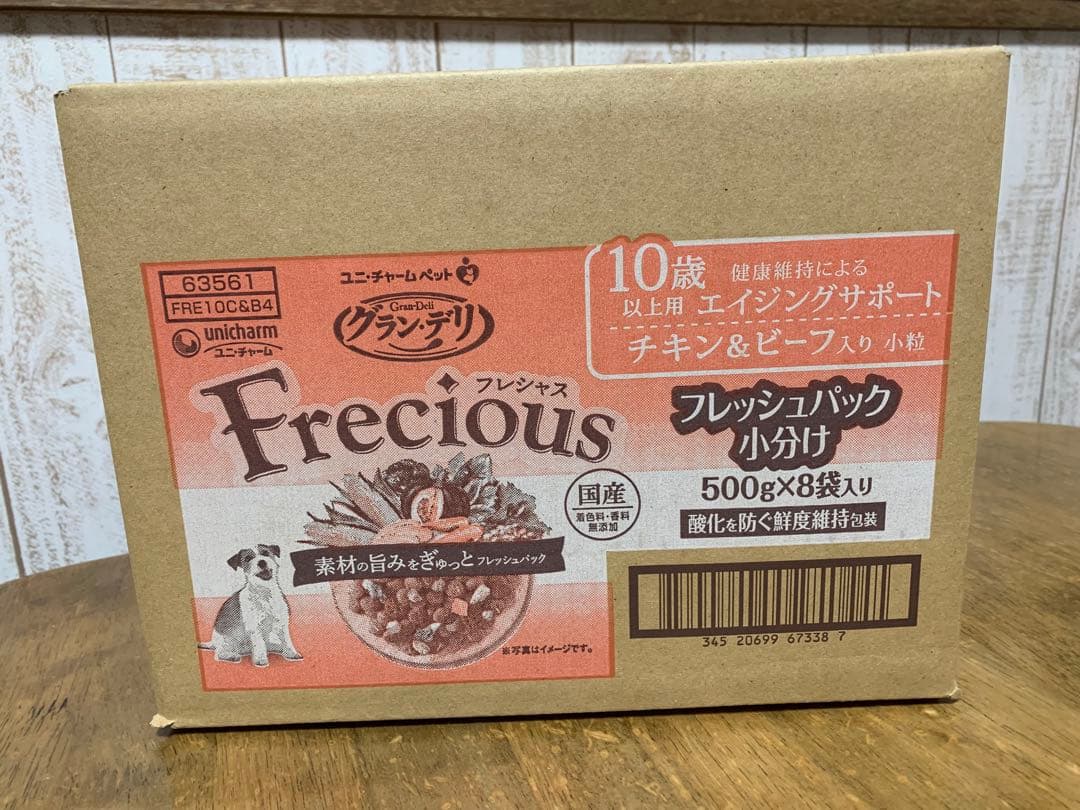 63561
FRE10C&B4
unicharm
ユニ・チャーム
ユニ・チャーム ペット
Gran-Deli
グラン・デリ
フレシャス
Frecious
10歳
以上用
健康維持による
エイジングサポート
チキン&ビーフ入り 小粒
フレッシュパック
小分け
500g×8袋入り
酸化を防ぐ鮮度維持包装
国産
着色料・香料
無添加
素材の旨みをぎゅっと フレッシュパック
※写真はイメージです。
345 20699 67338 7